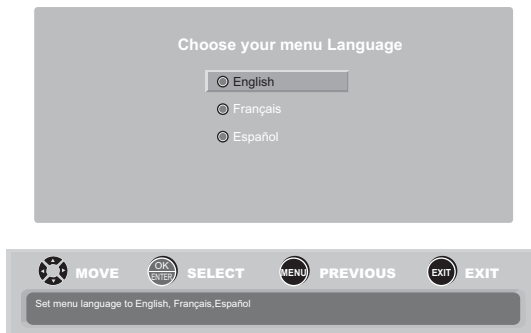 Choose your menu Language
English
Français
Español
MOVE OK ENTER SELECT MENU PREVIOUS EXIT EXIT
Set menu language to English, Français,Español